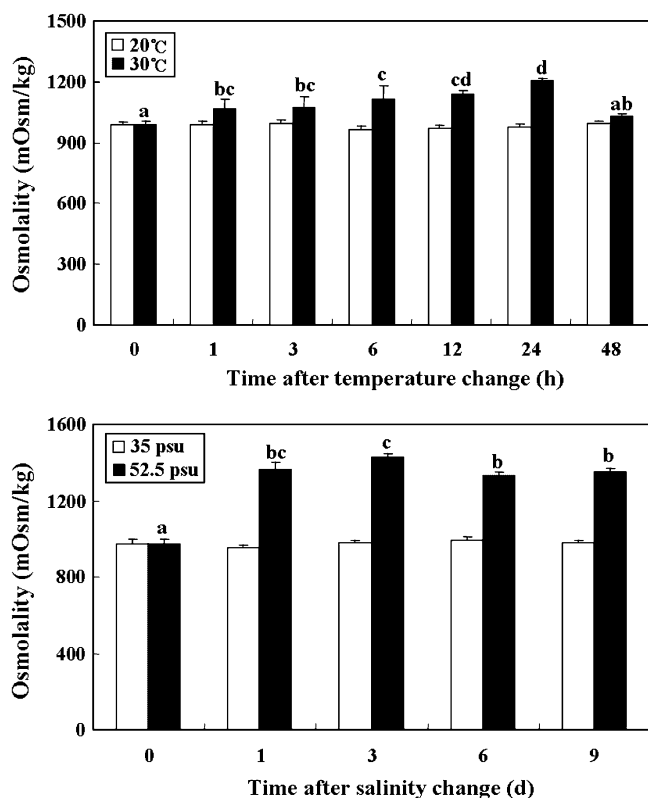 1500
1200
900
600
300
0
Osmolality (mOsm/kg)
20℃
30℃
a
bc
bc
c
cd
d
ab
0 1 3 6 12 24 48
Time after temperature change (h)
1600
1200
800
400
0
Osmolality (mOsm/kg)
35 psu
52.5 psu
a
bc
c
b
b
0 1 3 6 9
Time after salinity change (d)